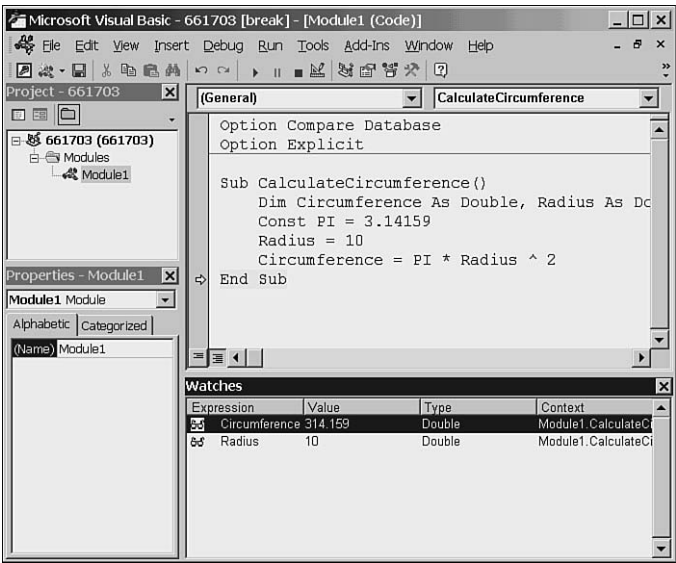 Microsoft Visual Basic - 661703 [break] - [Module1 (Code)]
File Edit View Insert Debug Run Tools Add-Ins Window Help
Project - 661703
661703 (661703)
Modules
Module1
Properties - Module1
Module1 Module
Alphabetic Categorized
(Name) Module1
(General) CalculateCircumference
Option Compare Database
Option Explicit
Sub CalculateCircumference()
Dim Circumference As Double, Radius As Do
Const PI = 3.14159
Radius = 10
Circumference = PI * Radius ^ 2
End Sub
Watches
Expression Value Type Context
Circumference 314.159 Double Module1.CalculateCi
Radius 10 Double Module1.CalculateCi